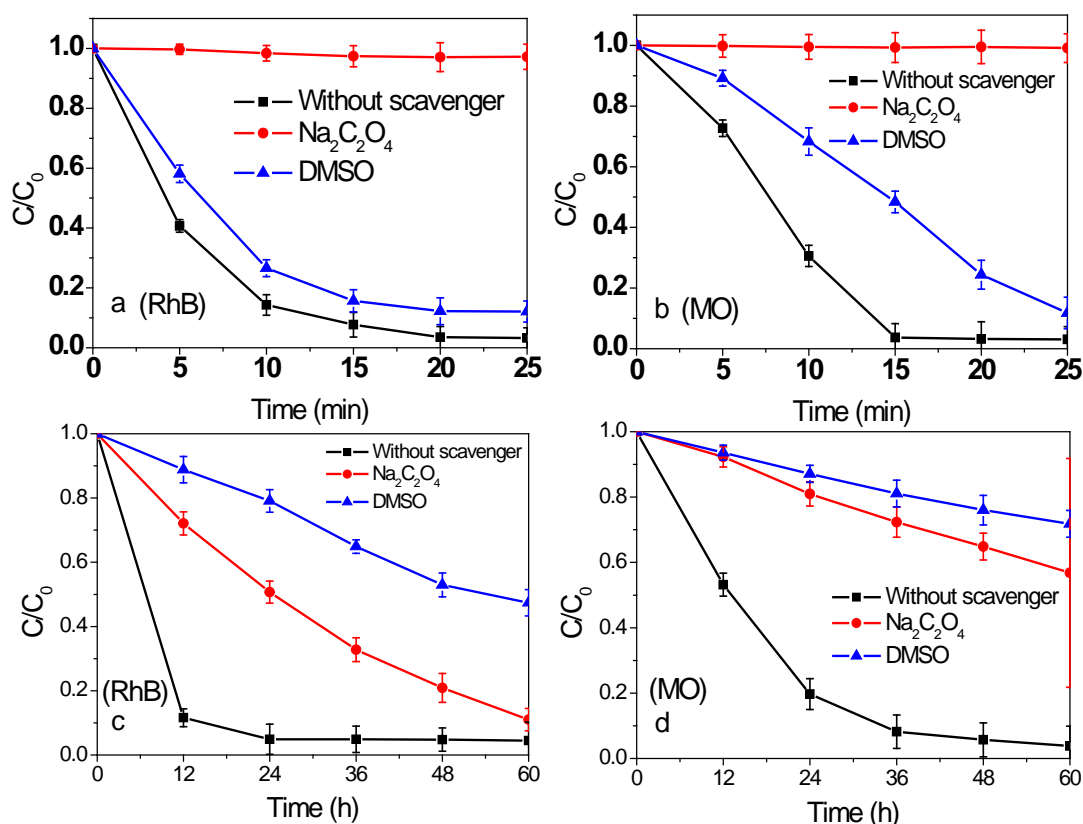 1.0
0.8
0.6
0.4
0.2
0.0
C/C₀
Without scavenger
Na₂C₂O₄
DMSO
a (RhB)
0 5 10 15 20 25
Time (min)
1.0
0.8
0.6
0.4
0.2
0.0
C/C₀
Without scavenger
Na₂C₂O₄
DMSO
b (MO)
0 5 10 15 20 25
Time (min)
1.0
0.8
0.6
0.4
0.2
0.0
C/C₀
Without scavenger
Na₂C₂O₄
DMSO
(RhB)
c
0 12 24 36 48 60
Time (h)
1.0
0.8
0.6
0.4
0.2
0.0
C/C₀
Without scavenger
Na₂C₂O₄
DMSO
(MO)
d
0 12 24 36 48 60
Time (h)